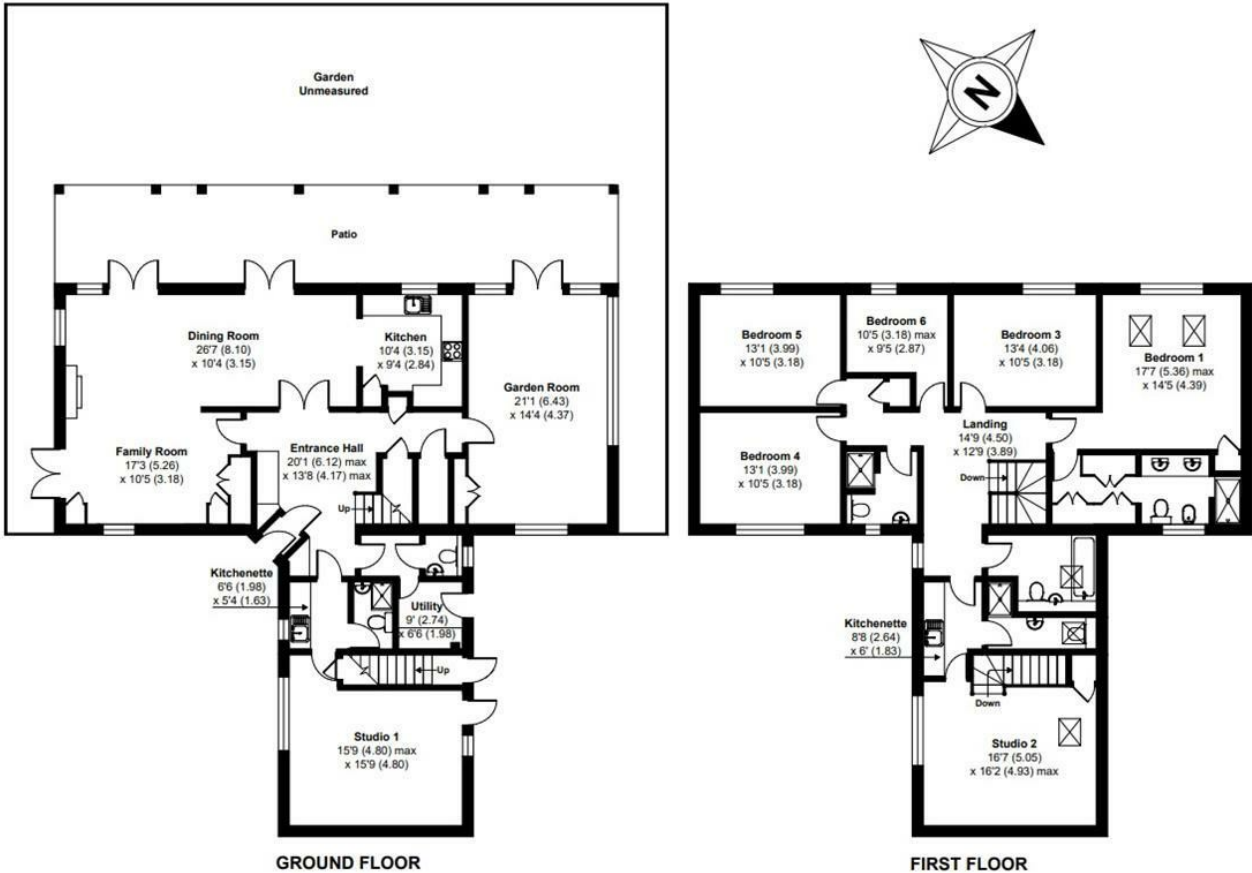 Garden
Unmeasured
N
Patio
Dining Room
26'7 (8.10)
x 10'4 (3.15)
Kitchen
10'4 (3.15)
x 9'4 (2.84)
Garden Room
21'1 (6.43)
x 14'4 (4.37)
Family Room
17'3 (5.26)
x 10'5 (3.18)
Entrance Hall
20'1 (6.12) max
x 13'8 (4.17) max
Up
Kitchenette
6'6 (1.98)
x 5'4 (1.63)
Utility
9' (2.74)
x 6'6 (1.98)
Up
Studio 1
15'9 (4.80) max
x 15'9 (4.80)
GROUND FLOOR
Bedroom 5
13'1 (3.99)
x 10'5 (3.18)
Bedroom 6
10'5 (3.18) max
x 9'5 (2.87)
Bedroom 3
13'4 (4.06)
x 10'5 (3.18)
Bedroom 1
17'7 (5.36) max
x 14'5 (4.39)
Bedroom 4
13'1 (3.99)
x 10'5 (3.18)
Landing
14'9 (4.50)
x 12'9 (3.89)
Down
Kitchenette
8'8 (2.64)
x 6' (1.83)
Down
Studio 2
16'7 (5.05)
x 16'2 (4.93) max
FIRST FLOOR